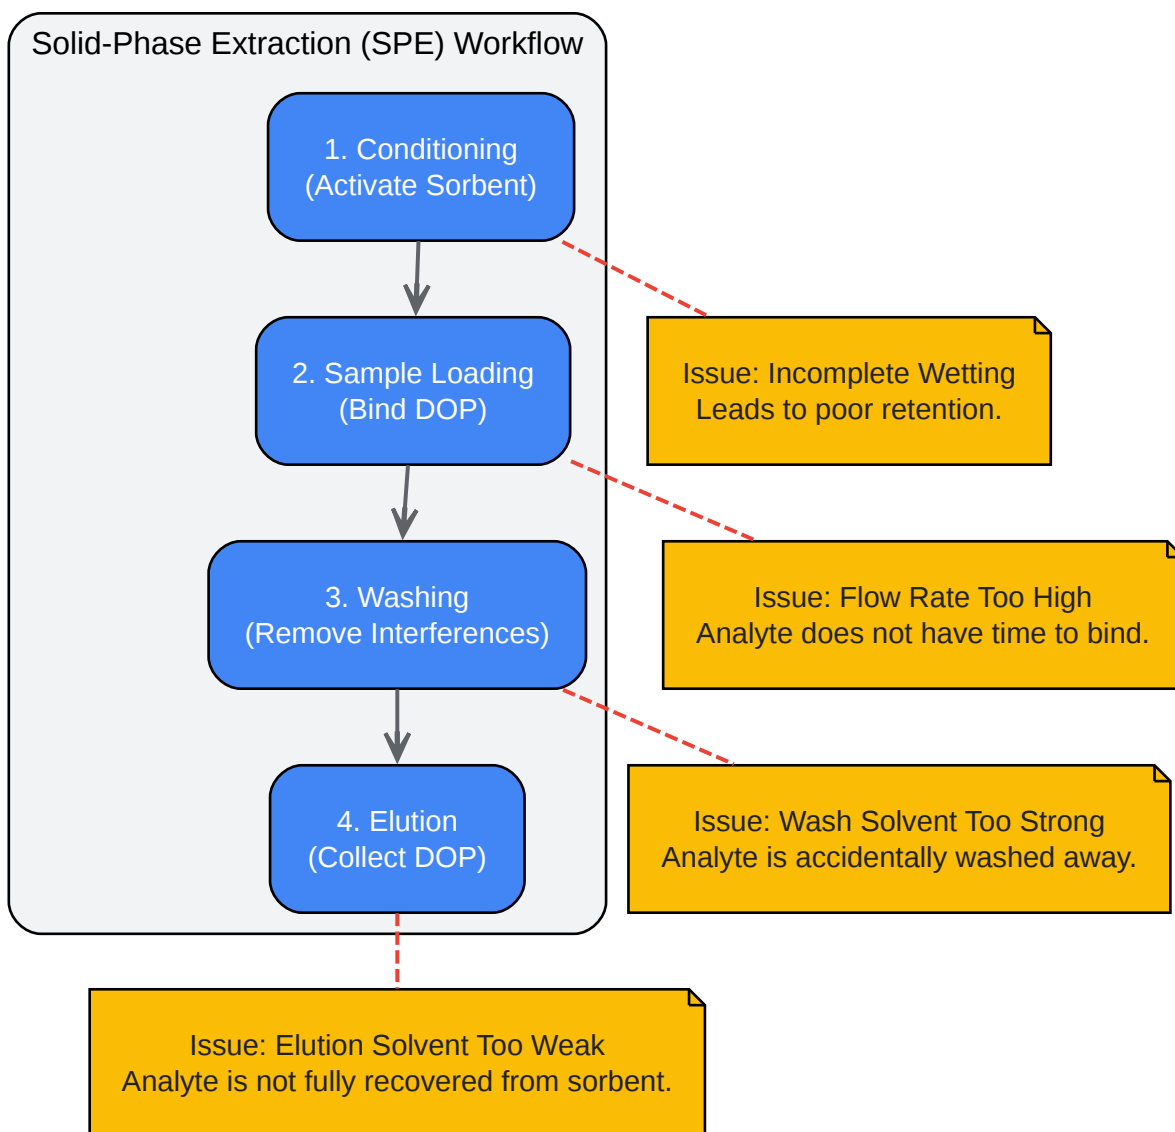 Solid-Phase Extraction (SPE) Workflow
1. Conditioning
(Activate Sorbent)
2. Sample Loading
(Bind DOP)
Issue: Incomplete Wetting
Leads to poor retention.
3. Washing
(Remove Interferences)
Issue: Flow Rate Too High
Analyte does not have time to bind.
4. Elution
(Collect DOP)
Issue: Wash Solvent Too Strong
Analyte is accidentally washed away.
Issue: Elution Solvent Too Weak
Analyte is not fully recovered from sorbent.